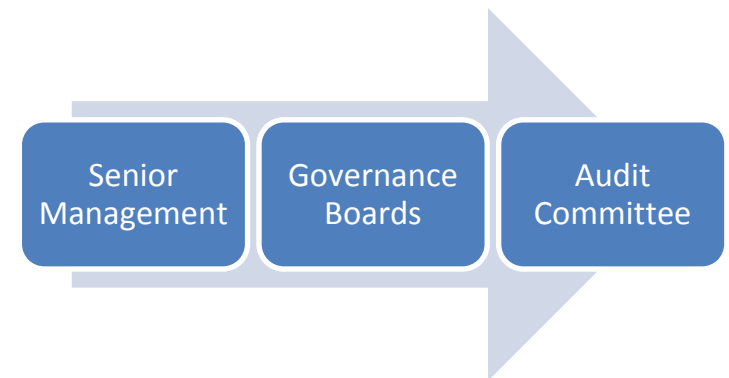 Senior
Management
Governance
Boards
Audit
Committee